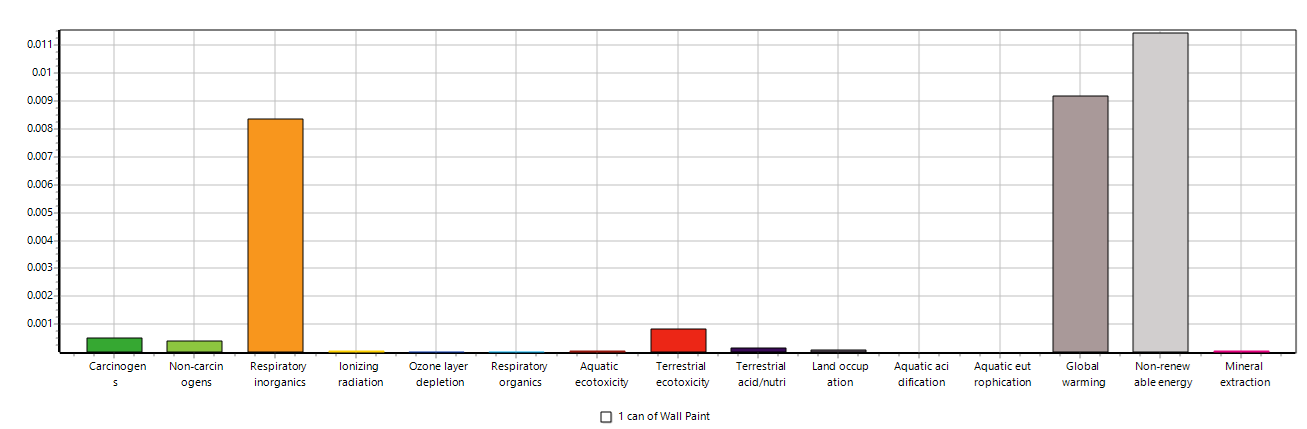 0.011
0.01
0.009
0.008
0.007
0.006
0.005
0.004
0.003
0.002
0.001
Carcinogen
s
Non-carcin
ogens
Respiratory
inorganics
Ionizing
radiation
Ozone layer
depletion
Respiratory
organics
Aquatic
ecotoxicity
Terrestrial
ecotoxicity
Terrestrial
acid/nutri
Land occup
ation
Aquatic aci
dification
Aquatic eut
rophication
Global
warming
Non-renew
able energy
Mineral
extraction
1 can of Wall Paint